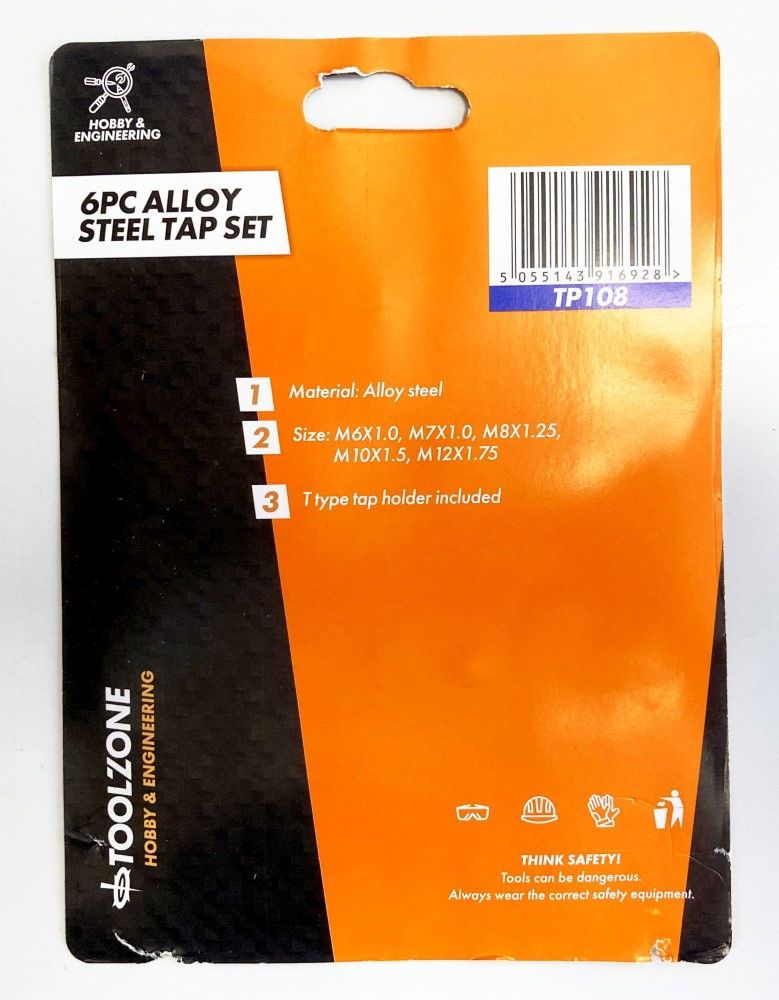 HOBBY &
ENGINEERING
6PC ALLOY
STEEL TAP SET
5 055143 916928 >
TP108
1 Material: Alloy steel
2 Size: M6X1.0, M7X1.0, M8X1.25,
M10X1.5, M12X1.75
3 T type tap holder included
TOOLZONE
HOBBY & ENGINEERING
THINK SAFETY!
Tools can be dangerous.
Always wear the correct safety equipment.